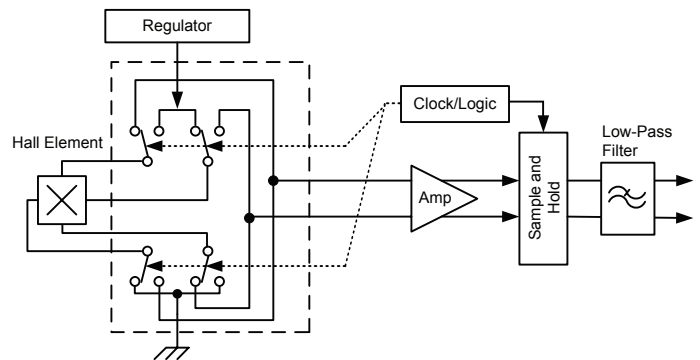 Regulator
Clock/Logic
Hall Element
Low-Pass
Filter
Amp
Sample and
Hold